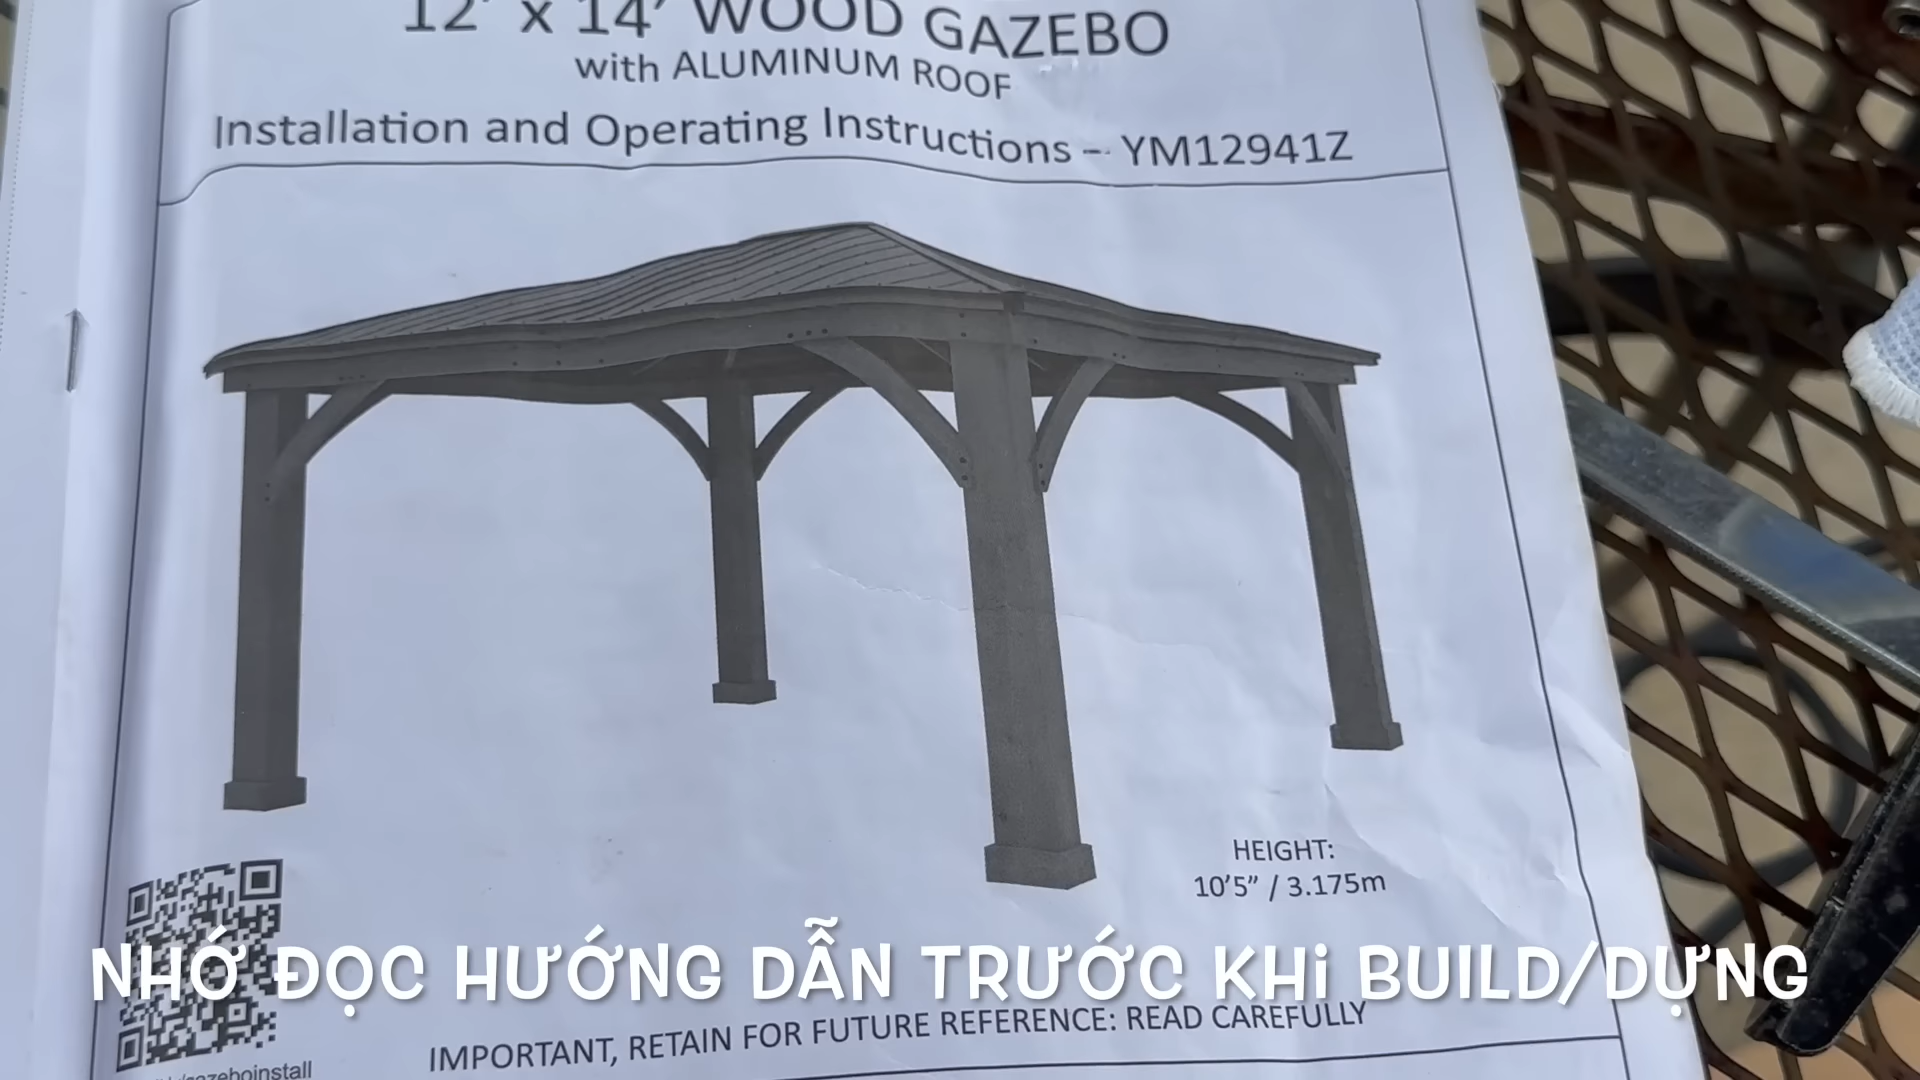 12' x 14' WOOD GAZEBO
with ALUMINUM ROOF
Installation and Operating Instructions – YM12941Z
HEIGHT:
10'5" / 3.175m
NHỚ ĐỌC HƯỚNG DẪN TRƯỚC KHi BUILD/DỰNG
IMPORTANT, RETAIN FOR FUTURE REFERENCE: READ CAREFULLY